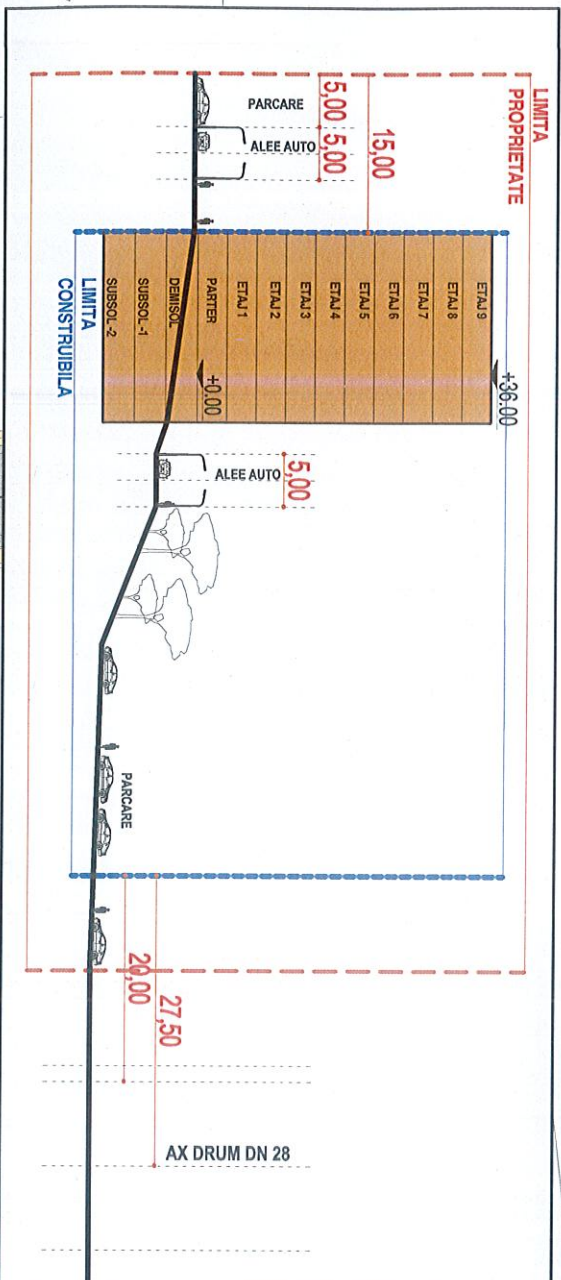 LIMITA
PROPRIETATE
5,00
5,00
15,00
PARCARE
ALEE AUTO
ETAJ 9
ETAJ 8
ETAJ 7
ETAJ 6
ETAJ 5
ETAJ 4
ETAJ 3
ETAJ 2
ETAJ 1
PARTER
DEMISOL
SUBSOL -1
SUBSOL -2
+36.00
+0.00
LIMITA
CONSTRUIBILA
5,00
ALEE AUTO
PARCARE
20,00
27,50
AX DRUM DN 28